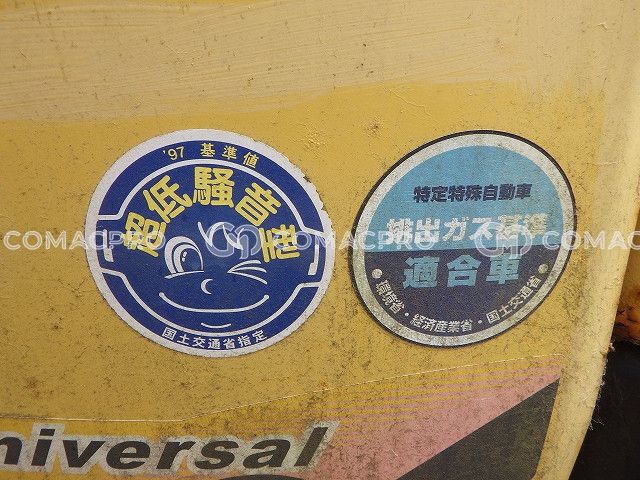 '97 基準値
超低騒音型
国土交通省指定
特定特殊自動車
排出ガス基準
適合車
環境省・経済産業省・国土交通省
niversal
COMACPRO COMACPRO COMAC